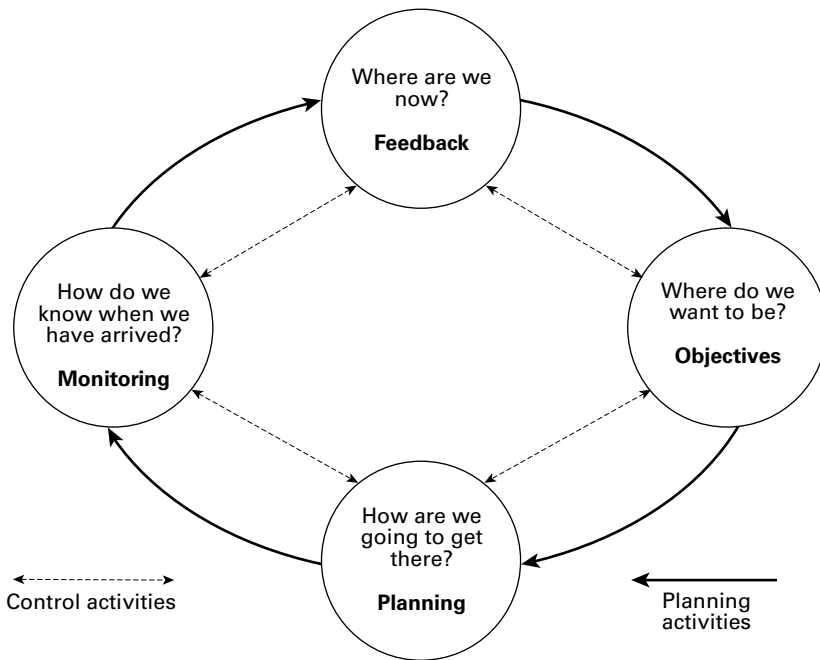 Where are we
now?
Feedback
How do we
know when we
have arrived?
Monitoring
Where do we
want to be?
Objectives
How are we
going to get
there?
Planning
Control activities
Planning
activities